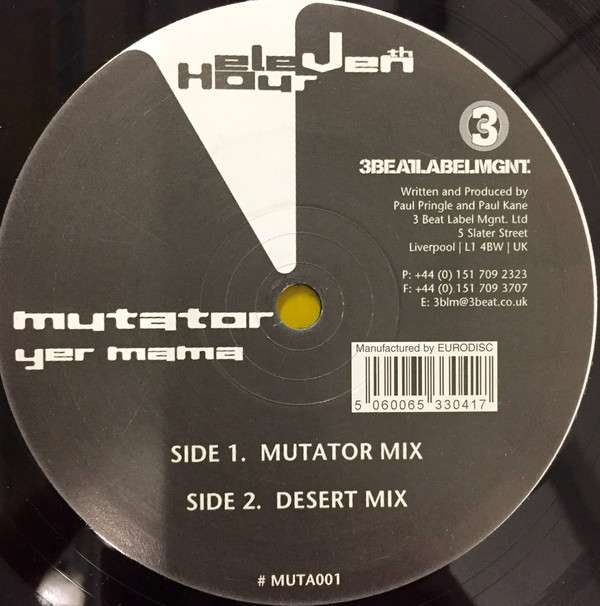 eleVenth
Hour
3
3BEATLABELMGNT.
Written and Produced by
Paul Pringle and Paul Kane
3 Beat Label Mgnt. Ltd
5 Slater Street
Liverpool | L1 4BW | UK
P: +44 (0) 151 709 2323
F: +44 (0) 151 709 3707
E: 3blm@3beat.co.uk
mutator
yer mama
Manufactured by EURODISC
5 060065 330417
SIDE 1. MUTATOR MIX
SIDE 2. DESERT MIX
# MUTA001